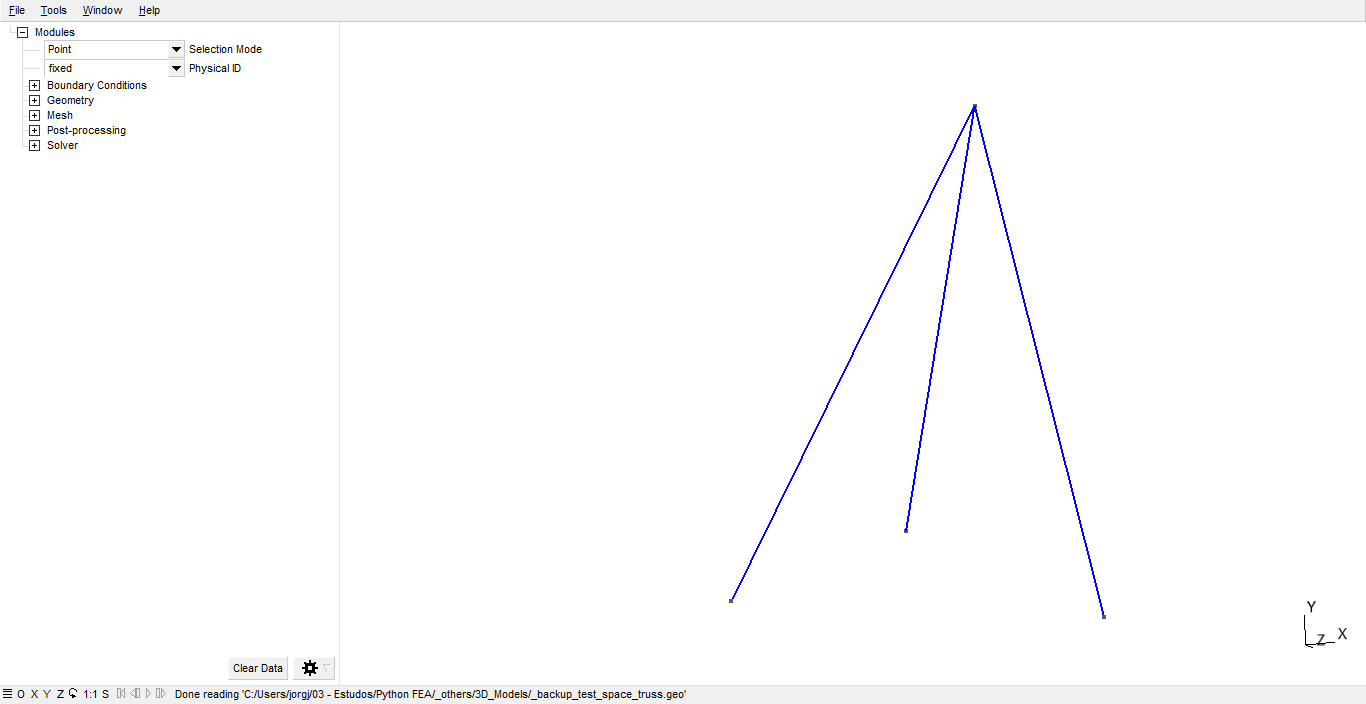 File Tools Window Help
Modules
Point Selection Mode
fixed Physical ID
Boundary Conditions
Geometry
Mesh
Post-processing
Solver
Y
X
Z
Clear Data
O X Y Z 1:1 S Done reading 'C:/Users/jorgj/03 - Estudos/Python FEA/_others/3D_Models/_backup_test_space_truss.geo'